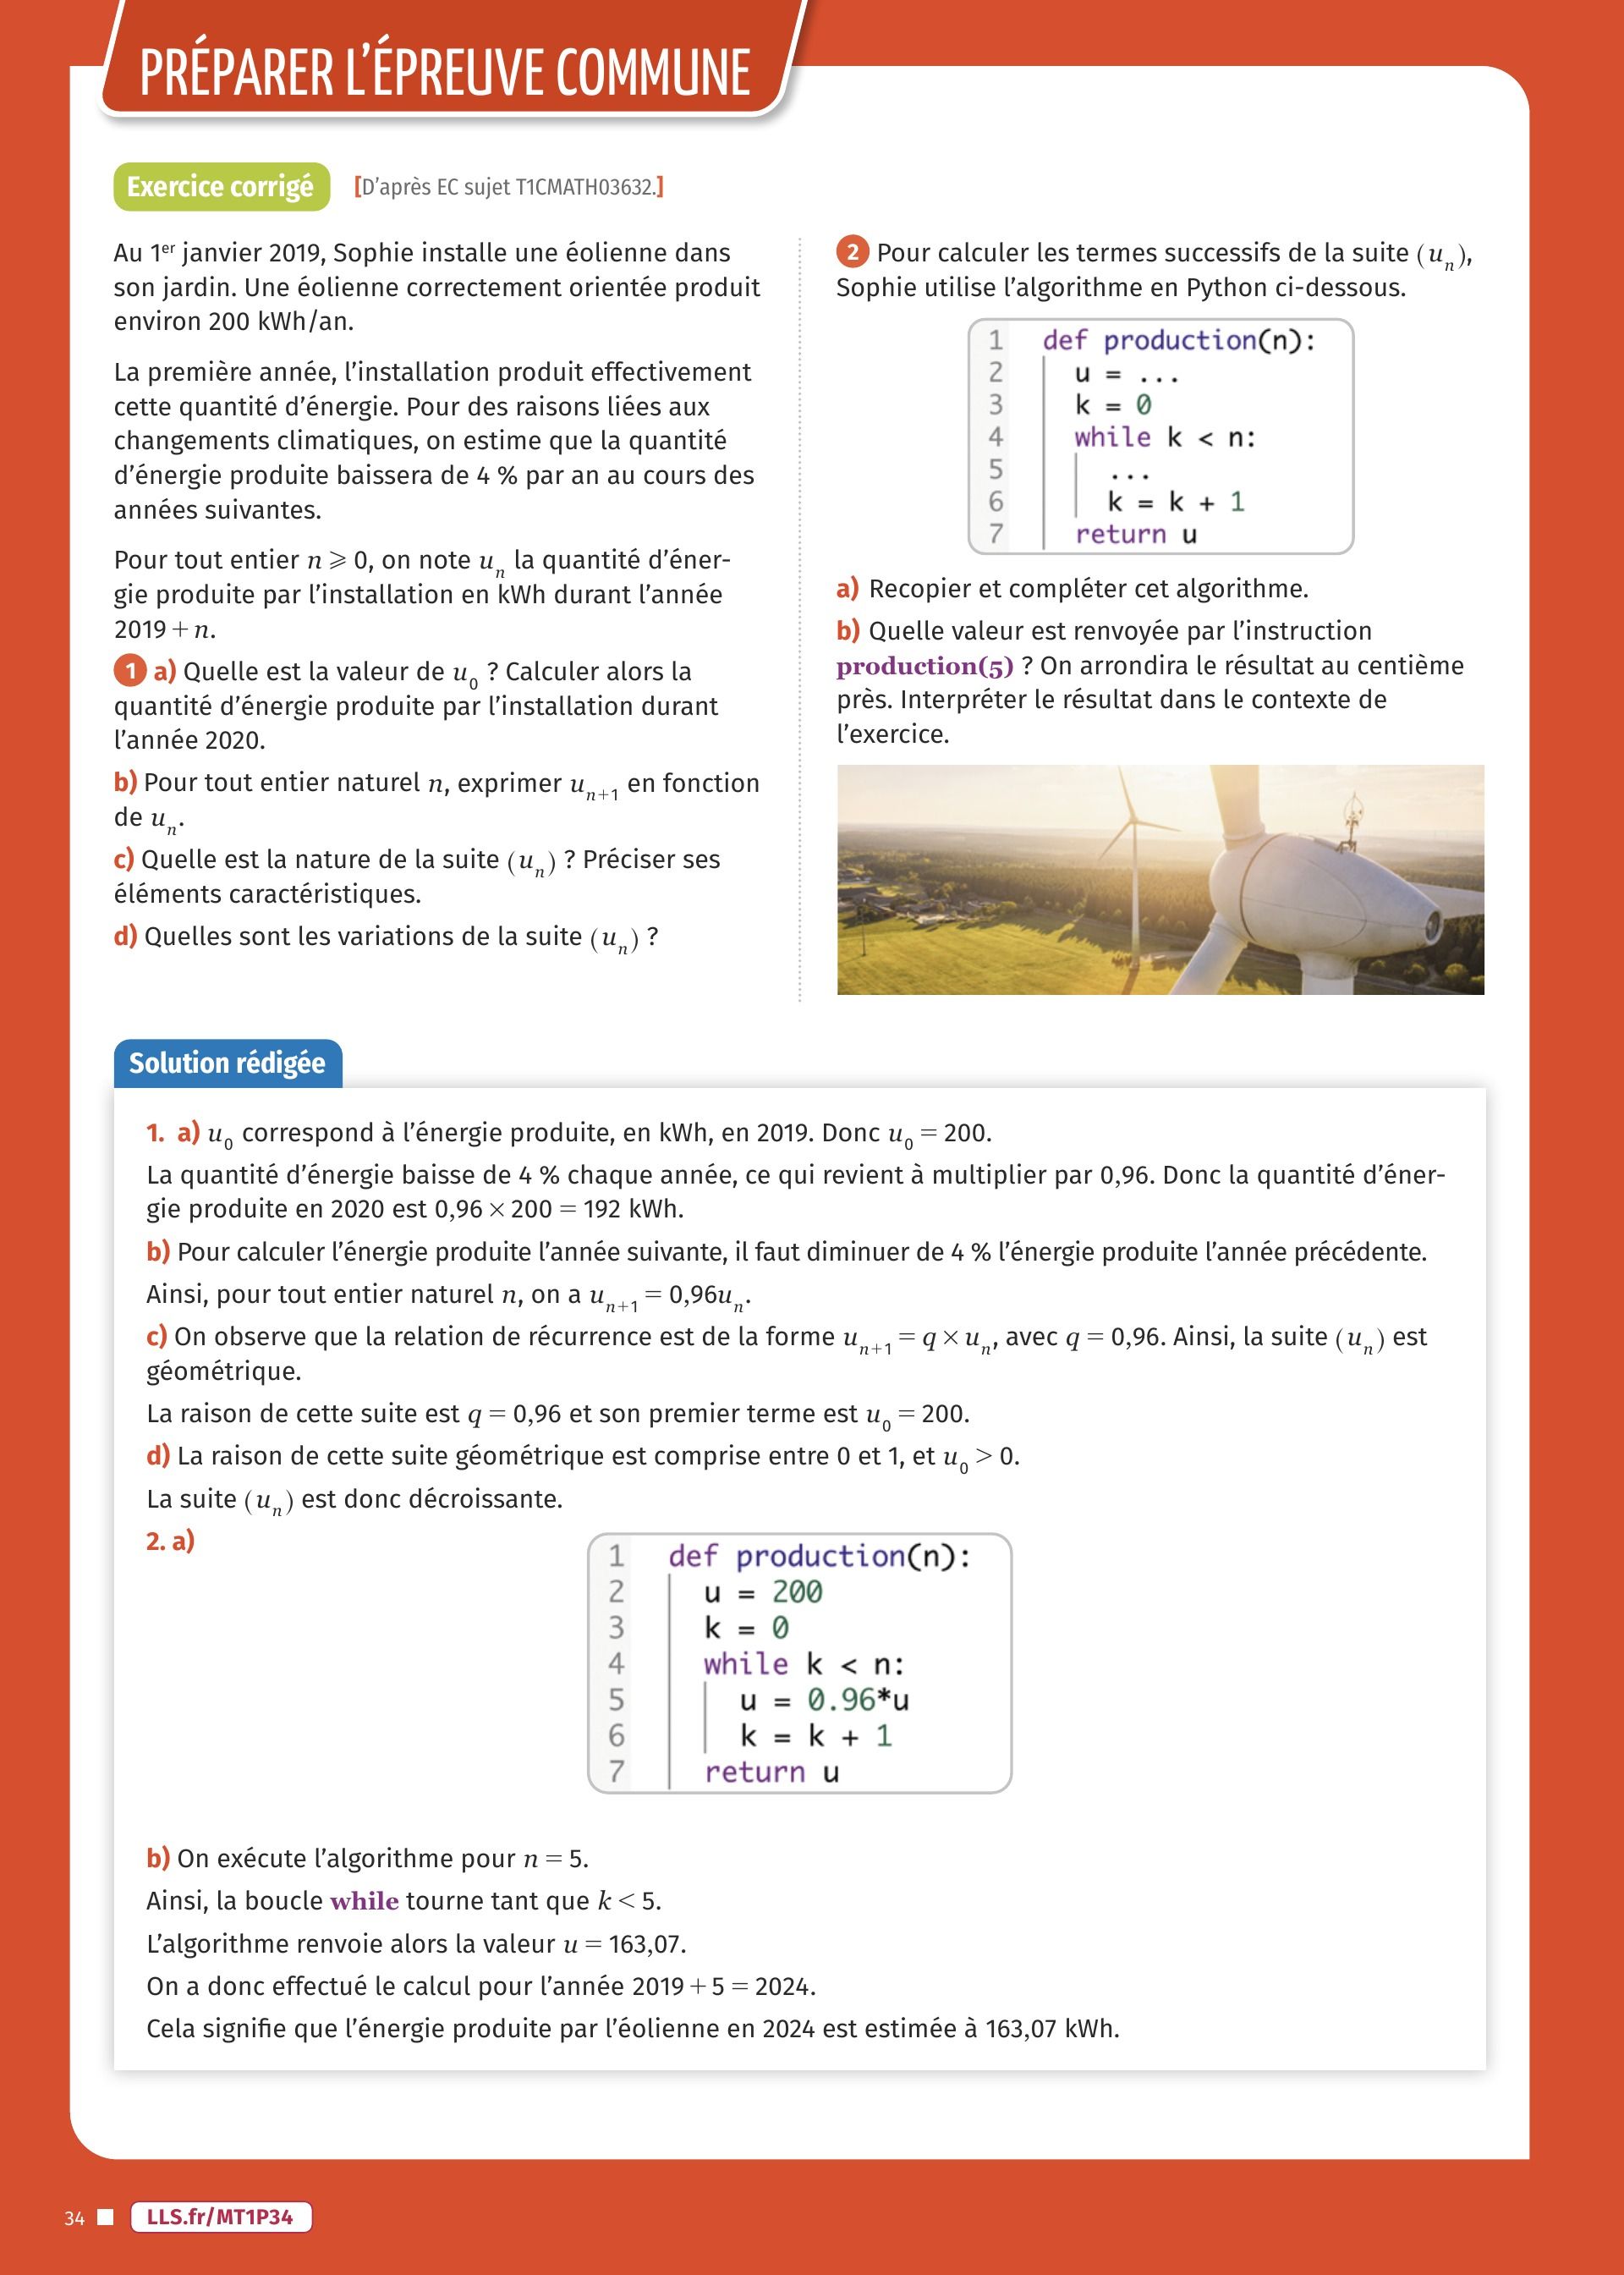 PRÉPARER L'ÉPREUVE COMMUNE
Exercice corrigé
[D'après EC sujet T1CMATH03632.]
Au 1er janvier 2019, Sophie installe une éolienne dans
son jardin. Une éolienne correctement orientée produit
environ 200 kWh/an.
La première année, l'installation produit effectivement
cette quantité d'énergie. Pour des raisons liées aux
changements climatiques, on estime que la quantité
d'énergie produite baissera de 4 % par an au cours des
années suivantes.
Pour tout entier n ⩾ 0, on note u_n la quantité d'éner-
gie produite par l'installation en kWh durant l'année
2019 + n.
1 a) Quelle est la valeur de u_0 ? Calculer alors la
quantité d'énergie produite par l'installation durant
l'année 2020.
b) Pour tout entier naturel n, exprimer u_{n+1} en fonction
de u_n.
c) Quelle est la nature de la suite (u_n) ? Préciser ses
éléments caractéristiques.
d) Quelles sont les variations de la suite (u_n) ?
2 Pour calculer les termes successifs de la suite (u_n),
Sophie utilise l'algorithme en Python ci-dessous.
1 def production(n):
2 u = ...
3 k = 0
4 while k < n:
5 ...
6 k = k + 1
7 return u
a) Recopier et compléter cet algorithme.
b) Quelle valeur est renvoyée par l'instruction
production(5) ? On arrondira le résultat au centième
près. Interpréter le résultat dans le contexte de
l'exercice.
Solution rédigée
1. a) u_0 correspond à l'énergie produite, en kWh, en 2019. Donc u_0 = 200.
La quantité d'énergie baisse de 4 % chaque année, ce qui revient à multiplier par 0,96. Donc la quantité d'éner-
gie produite en 2020 est 0,96 × 200 = 192 kWh.
b) Pour calculer l'énergie produite l'année suivante, il faut diminuer de 4 % l'énergie produite l'année précédente.
Ainsi, pour tout entier naturel n, on a u_{n+1} = 0,96u_n.
c) On observe que la relation de récurrence est de la forme u_{n+1} = q × u_n, avec q = 0,96. Ainsi, la suite (u_n) est
géométrique.
La raison de cette suite est q = 0,96 et son premier terme est u_0 = 200.
d) La raison de cette suite géométrique est comprise entre 0 et 1, et u_0 > 0.
La suite (u_n) est donc décroissante.
2. a)
1 def production(n):
2 u = 200
3 k = 0
4 while k < n:
5 u = 0.96*u
6 k = k + 1
7 return u
b) On exécute l'algorithme pour n = 5.
Ainsi, la boucle while tourne tant que k < 5.
L'algorithme renvoie alors la valeur u = 163,07.
On a donc effectué le calcul pour l'année 2019 + 5 = 2024.
Cela signifie que l'énergie produite par l'éolienne en 2024 est estimée à 163,07 kWh.
34
LLS.fr/MT1P34